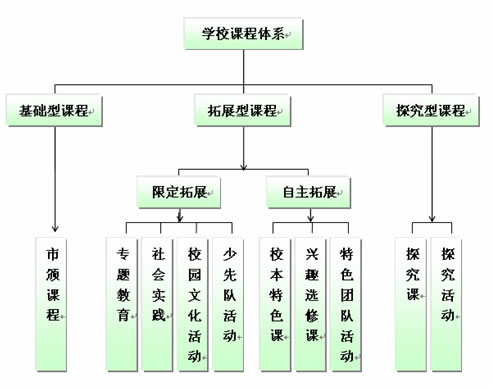 学校课程体系
基础型课程
拓展型课程
探究型课程
限定拓展
自主拓展
市颁课程
专题教育
社会实践
校园文化活动
少先队活动
校本特色课
兴趣选修课
特色团队活动
探究课
探究活动